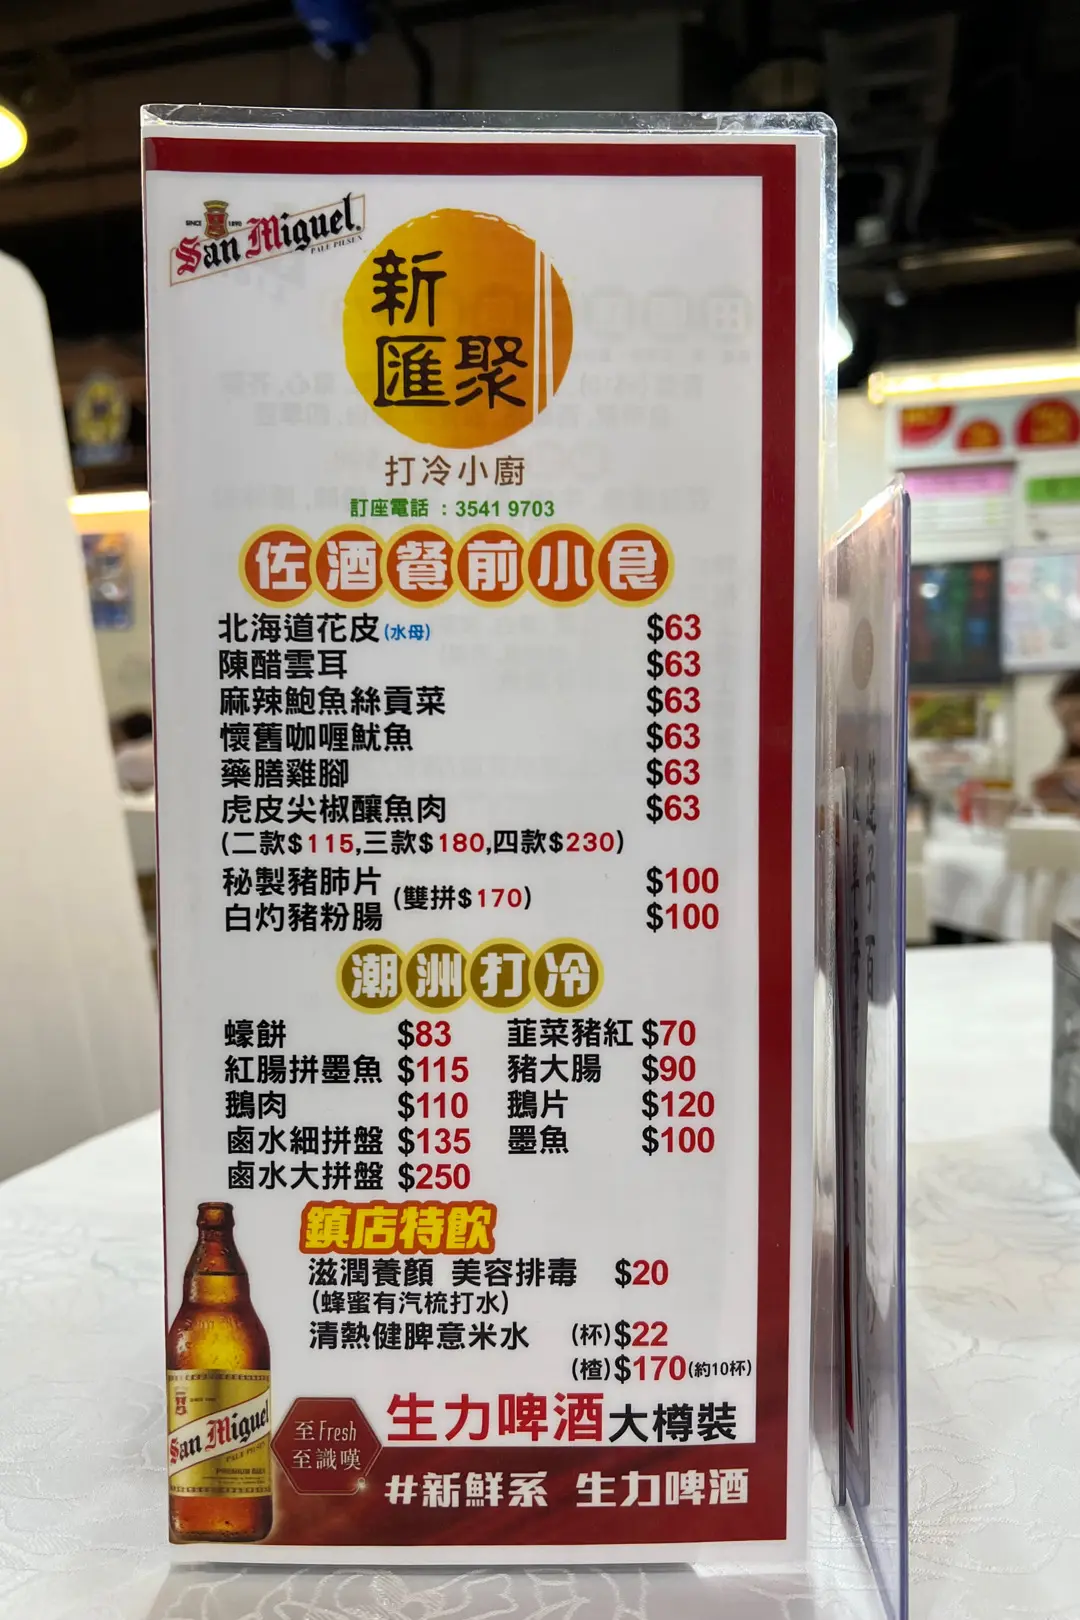 SINCE 1890
San Miguel
PALE PILSEN
新
匯聚
打冷小廚
訂座電話 : 3541 9703
佐酒餐前小食
北海道花皮(水母) $63
陳醋雲耳 $63
麻辣鮑魚絲貢菜 $63
懷舊咖喱魷魚 $63
藥膳雞腳 $63
虎皮尖椒釀魚肉 $63
(二款$115,三款$180,四款$230)
秘製豬肺片 $100
(雙拼$170)
白灼豬粉腸 $100
潮洲打冷
蠔餅 $83 韮菜豬紅 $70
紅腸拼墨魚 $115 豬大腸 $90
鵝肉 $110 鵝片 $120
鹵水細拼盤 $135 墨魚 $100
鹵水大拼盤 $250
鎮店特飲
滋潤養顏 美容排毒 $20
(蜂蜜有汽梳打水)
清熱健脾意米水 (杯)$22
(楂)$170(約10杯)
生力啤酒大樽裝
至Fresh
至識嘆
#新鮮系 生力啤酒
San Miguel
PALE PILSEN